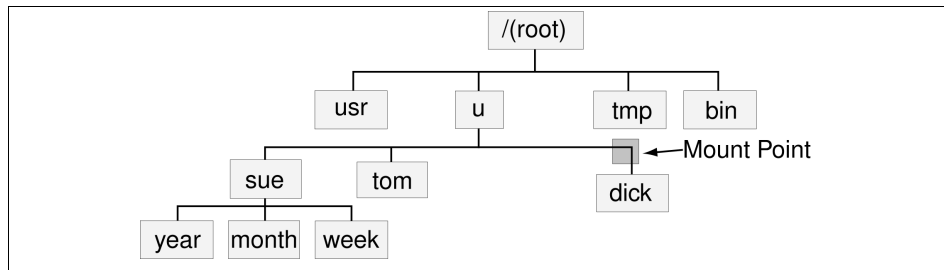 /(root)
usr
u
tmp
bin
Mount Point
sue
tom
dick
year
month
week